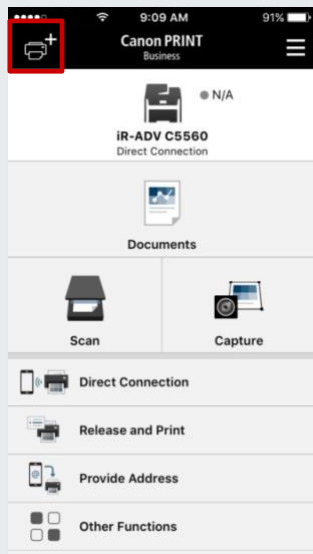 9:09 AM
91%
Canon PRINT
Business
N/A
iR-ADV C5560
Direct Connection
Documents
Scan
Capture
Direct Connection
Release and Print
Provide Address
Other Functions